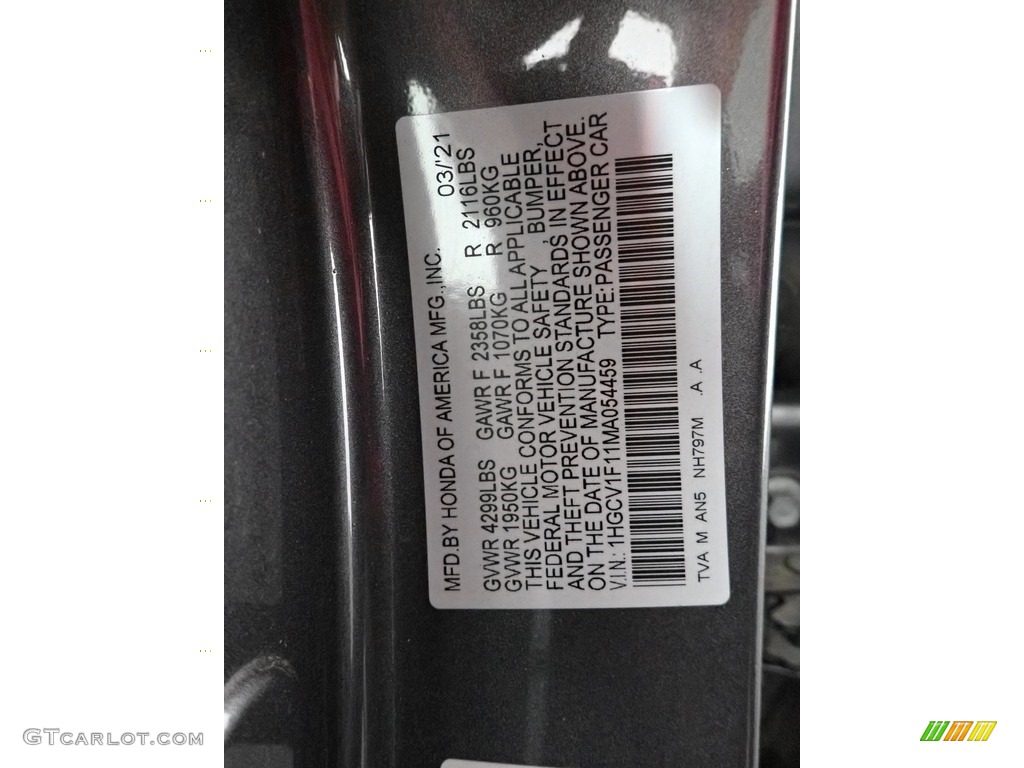 MFD.BY HONDA OF AMERICA MFG.,INC. 03/'21
GVWR 4299LBS GAWR F 2358LBS R 2116LBS
GVWR 1950KG GAWR F 1070KG R 960KG
THIS VEHICLE CONFORMS TO ALL APPLICABLE
FEDERAL MOTOR VEHICLE SAFETY, BUMPER,
AND THEFT PREVENTION STANDARDS, IN EFFECT
ON THE DATE OF MANUFACTURE SHOWN ABOVE.
V.I.N.: 1HGCV1F11MA054459 TYPE:PASSENGER CAR
TVA M AN5 NH797M .A .A
GTCARLOT.COM